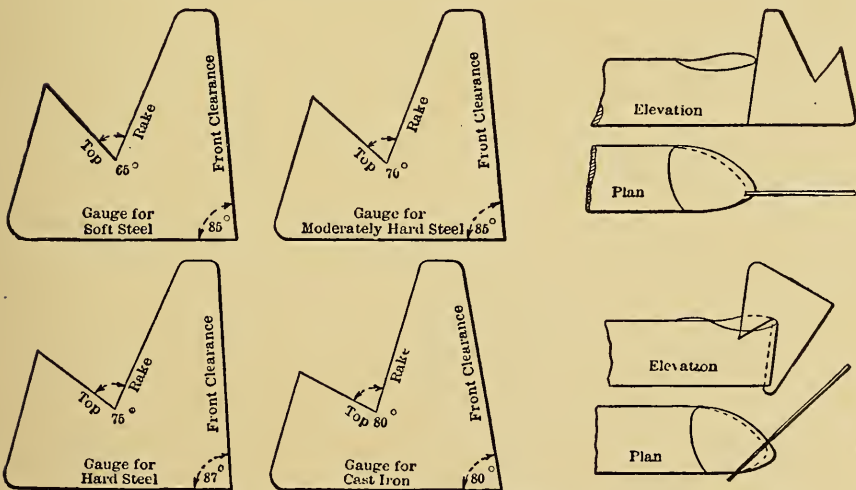 Top
Rake
65°
Front Clearance
Gauge for
Soft Steel
85°
Top
Rake
70°
Front Clearance
Gauge for
Moderately Hard Steel
85°
Elevation
Plan
Top
Rake
75°
Front Clearance
Gauge for
Hard Steel
87°
Top
Rake
80°
Front Clearance
Gauge for
Cast Iron
80°
Elevation
Plan